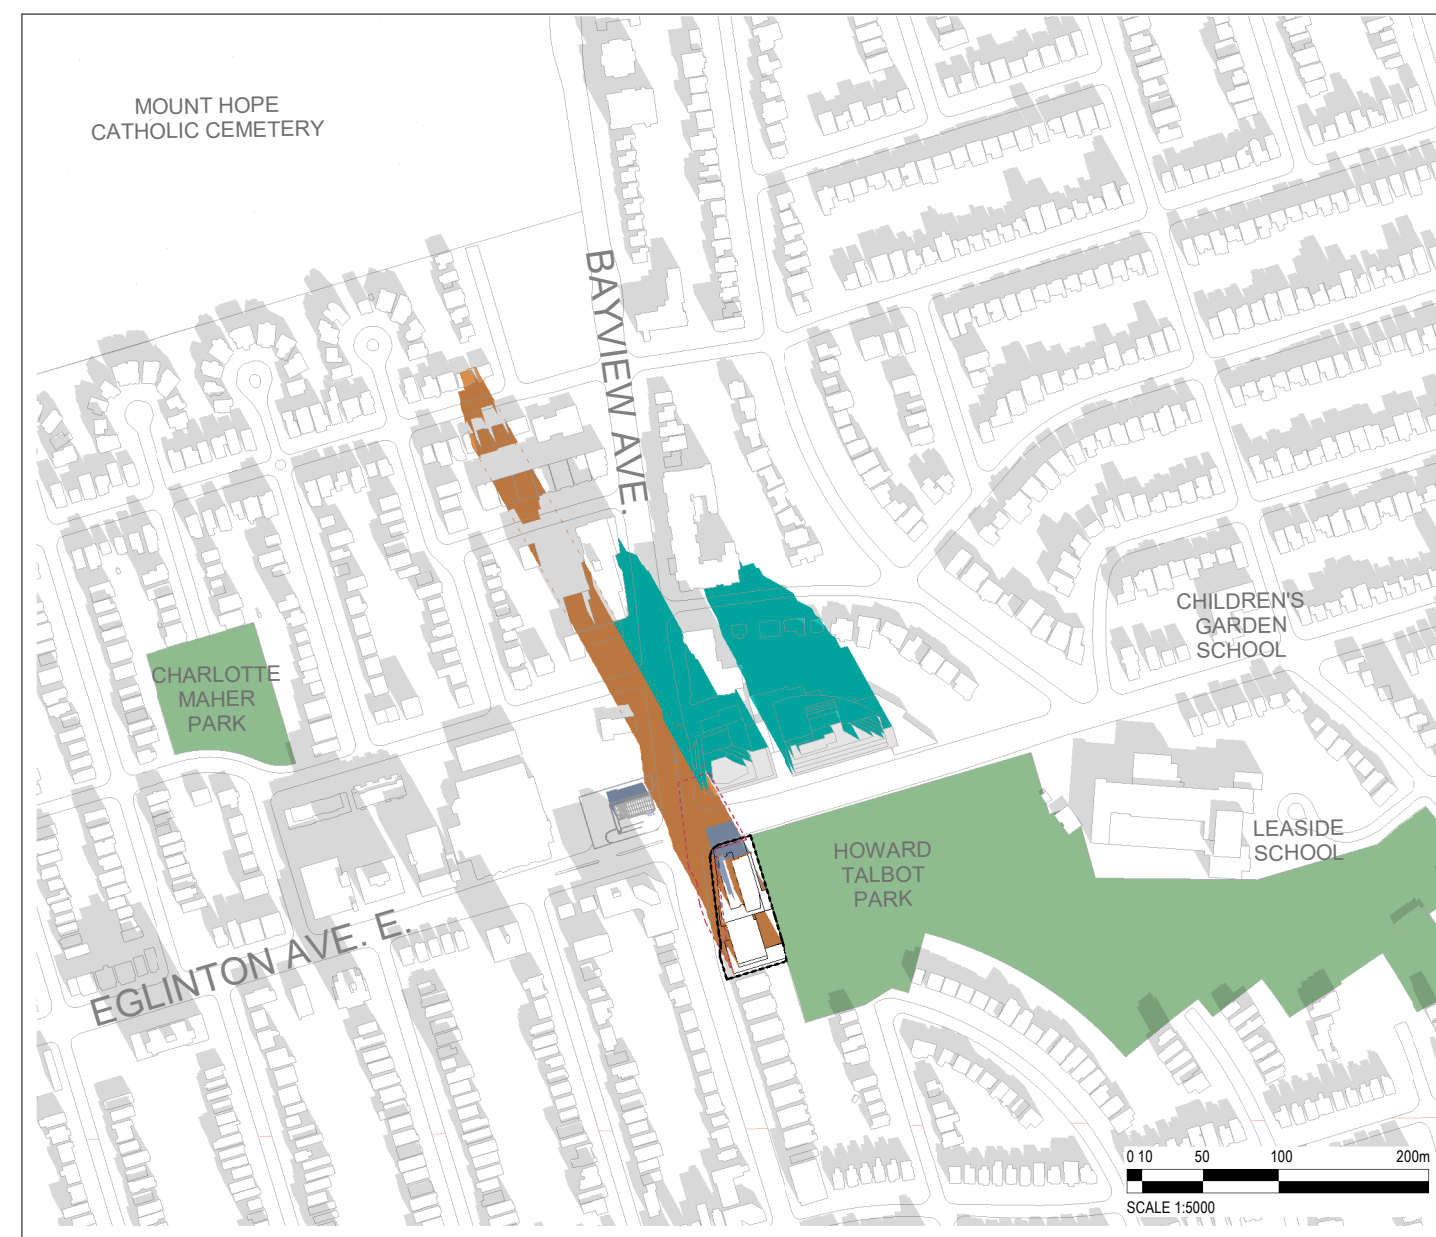 MOUNT HOPE
CATHOLIC CEMETERY
BAYVIEW AVE.
CHILDREN'S
GARDEN
SCHOOL
CHARLOTTE
MAHER
PARK
LEASIDE
SCHOOL
HOWARD
TALBOT
PARK
EGLINTON AVE. E.
0 10 50 100 200m
SCALE 1:5000